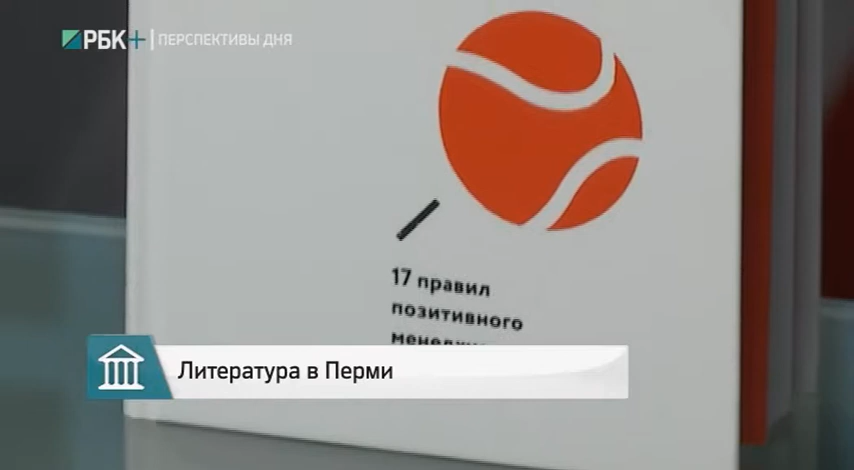 РБК+ ПЕРСПЕКТИВЫ ДНЯ
17 правил
позитивного
Литература в Перми